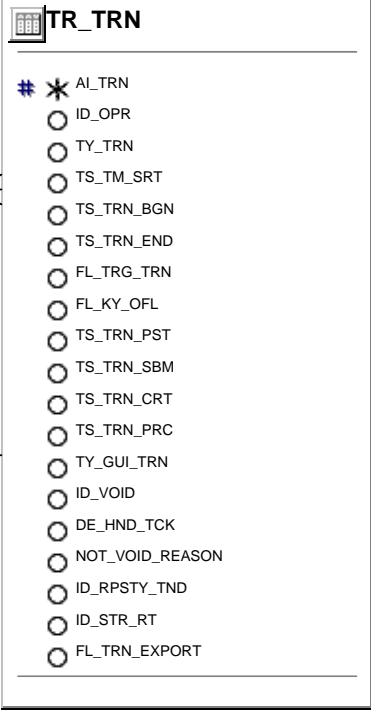 TR_TRN
# * AI_TRN
ID_OPR
TY_TRN
TS_TM_SRT
TS_TRN_BGN
TS_TRN_END
FL_TRG_TRN
FL_KY_OFL
TS_TRN_PST
TS_TRN_SBM
TS_TRN_CRT
TS_TRN_PRC
TY_GUI_TRN
ID_VOID
DE_HND_TCK
NOT_VOID_REASON
ID_RPSTY_TND
ID_STR_RT
FL_TRN_EXPORT